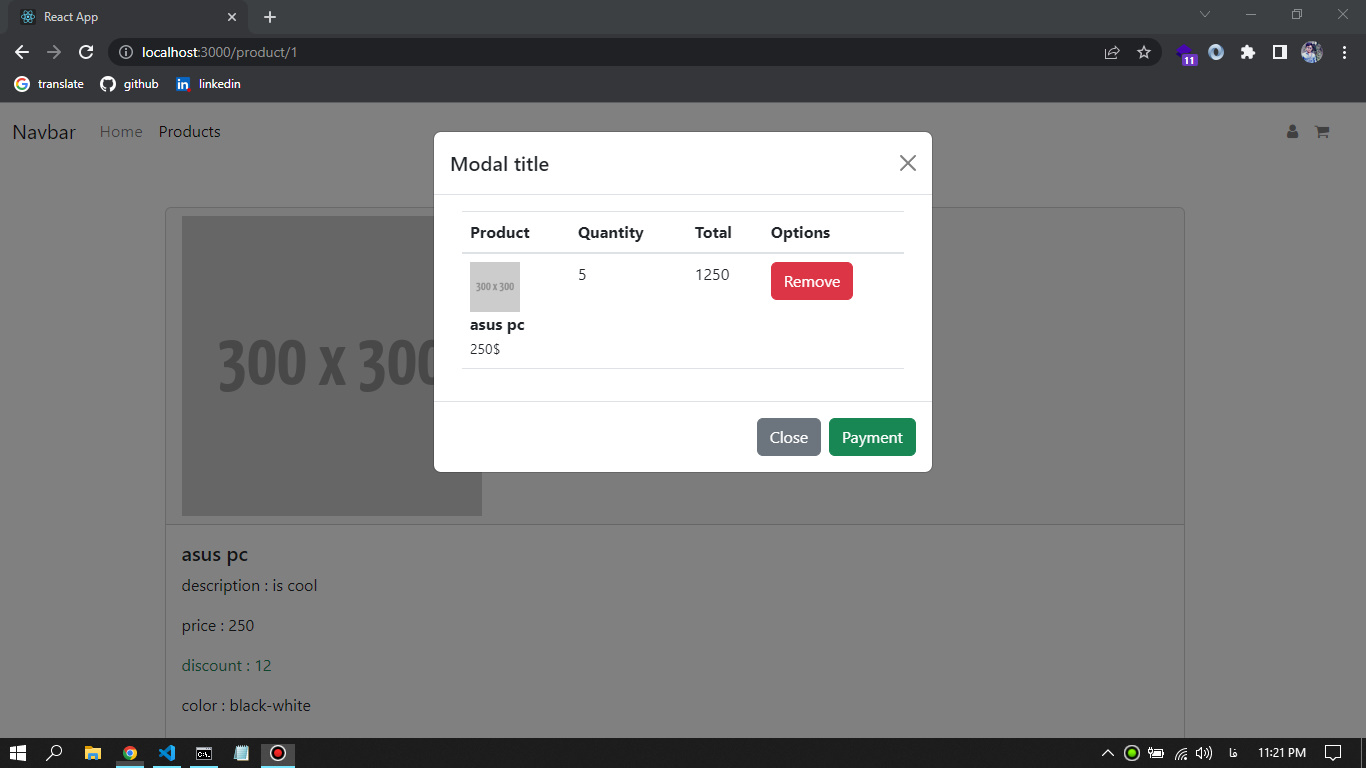 React App
localhost:3000/product/1
11
translate github linkedin
Navbar Home Products
Modal title
Product Quantity Total Options
300 x 300 5 1250 Remove
asus pc
250$
300 x 300
Close Payment
asus pc
description : is cool
price : 250
discount : 12
color : black-white
فا 11:21 PM